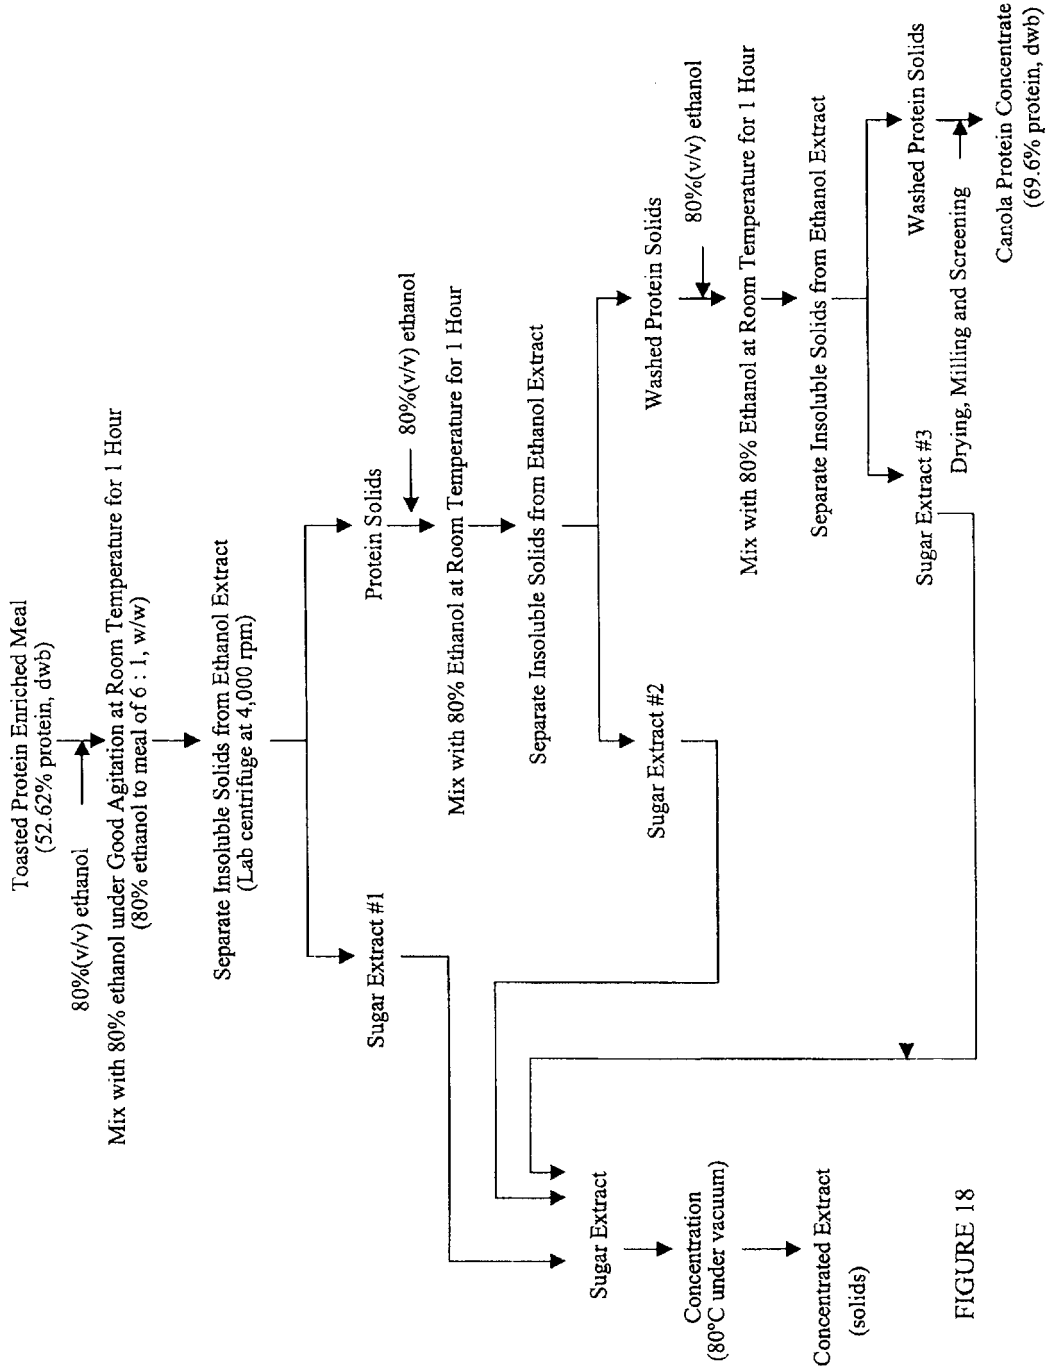 Toasted Protein Enriched Meal
(52.62% protein, dwb)
80%(v/v) ethanol
Mix with 80% ethanol under Good Agitation at Room Temperature for 1 Hour
(80% ethanol to meal of 6 : 1, w/w)
Separate Insoluble Solids from Ethanol Extract
(Lab centrifuge at 4,000 rpm)
Sugar Extract #1
Protein Solids
80%(v/v) ethanol
Mix with 80% Ethanol at Room Temperature for 1 Hour
Separate Insoluble Solids from Ethanol Extract
Sugar Extract #2
Washed Protein Solids
80%(v/v) ethanol
Mix with 80% Ethanol at Room Temperature for 1 Hour
Separate Insoluble Solids from Ethanol Extract
Sugar Extract #3
Washed Protein Solids
Drying, Milling and Screening
Canola Protein Concentrate
(69.6% protein, dwb)
Sugar Extract
Concentration
(80°C under vacuum)
Concentrated Extract
(solids)
FIGURE 18